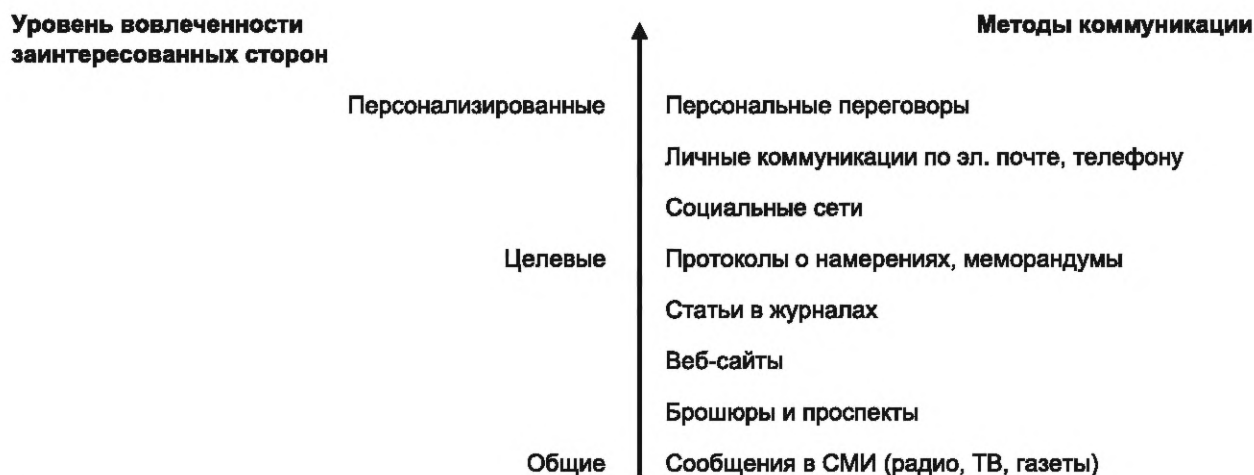 Уровень вовлеченности
заинтересованных сторон
Методы коммуникации
Персонализированные
Персональные переговоры
Личные коммуникации по эл. почте, телефону
Социальные сети
Целевые
Протоколы о намерениях, меморандумы
Статьи в журналах
Веб-сайты
Брошюры и проспекты
Общие
Сообщения в СМИ (радио, ТВ, газеты)